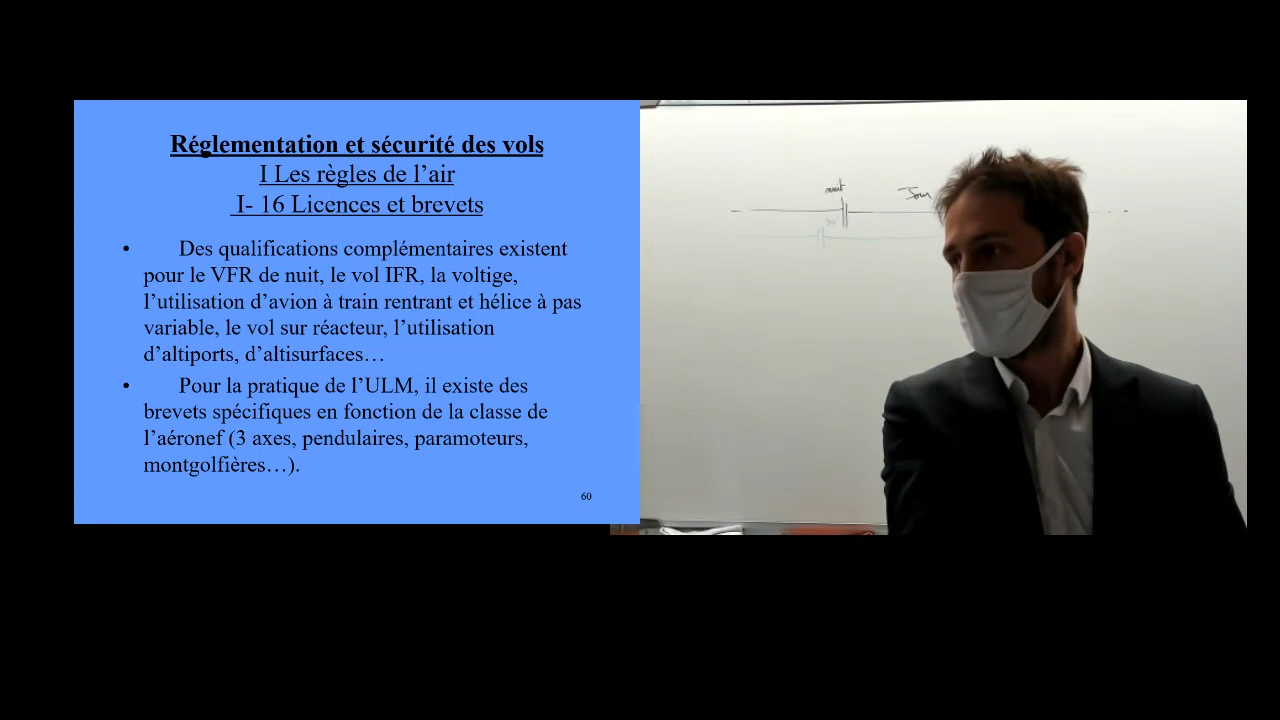 Réglementation et sécurité des vols
I Les règles de l’air
I- 16 Licences et brevets
• Des qualifications complémentaires existent
pour le VFR de nuit, le vol IFR, la voltige,
l’utilisation d’avion à train rentrant et hélice à pas
variable, le vol sur réacteur, l’utilisation
d’altiports, d’altisurfaces…
• Pour la pratique de l’ULM, il existe des
brevets spécifiques en fonction de la classe de
l’aéronef (3 axes, pendulaires, paramoteurs,
montgolfières…).
60
nuit
Jour